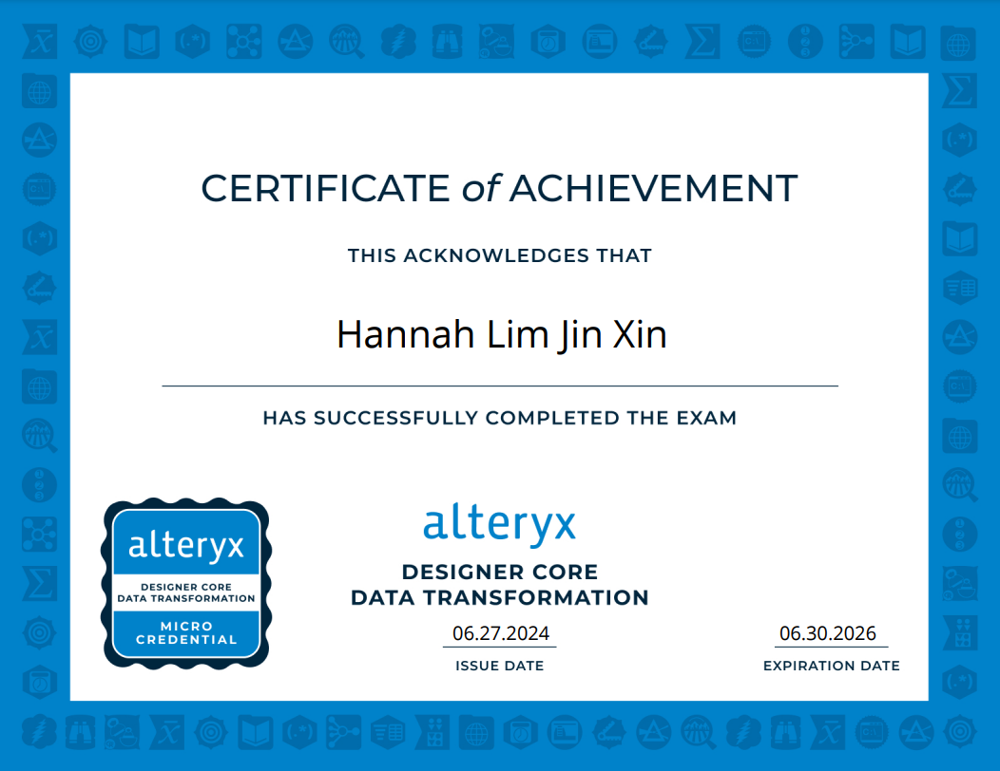 CERTIFICATE of ACHIEVEMENT
THIS ACKNOWLEDGES THAT
Hannah Lim Jin Xin
HAS SUCCESSFULLY COMPLETED THE EXAM
alteryx
DESIGNER CORE
DATA TRANSFORMATION
MICRO
CREDENTIAL
alteryx
DESIGNER CORE
DATA TRANSFORMATION
06.27.2024
ISSUE DATE
06.30.2026
EXPIRATION DATE